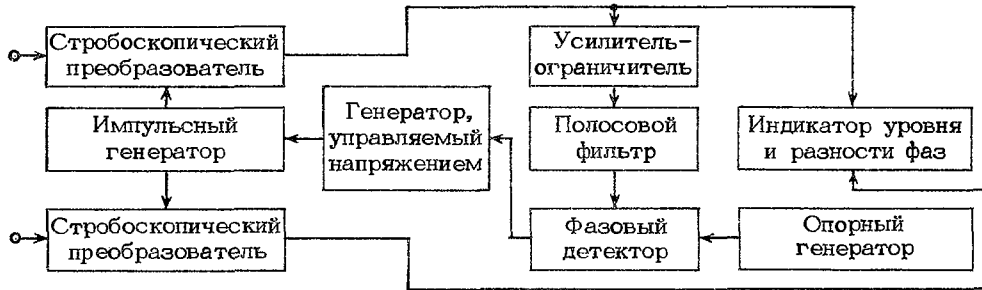 Стробоскопический
преобразователь
Усилитель-
ограничитель
Импульсный
генератор
Генератор,
управляемый
напряжением
Полосовой
фильтр
Индикатор уровня
и разности фаз
Стробоскопический
преобразователь
Фазовый
детектор
Опорный
генератор